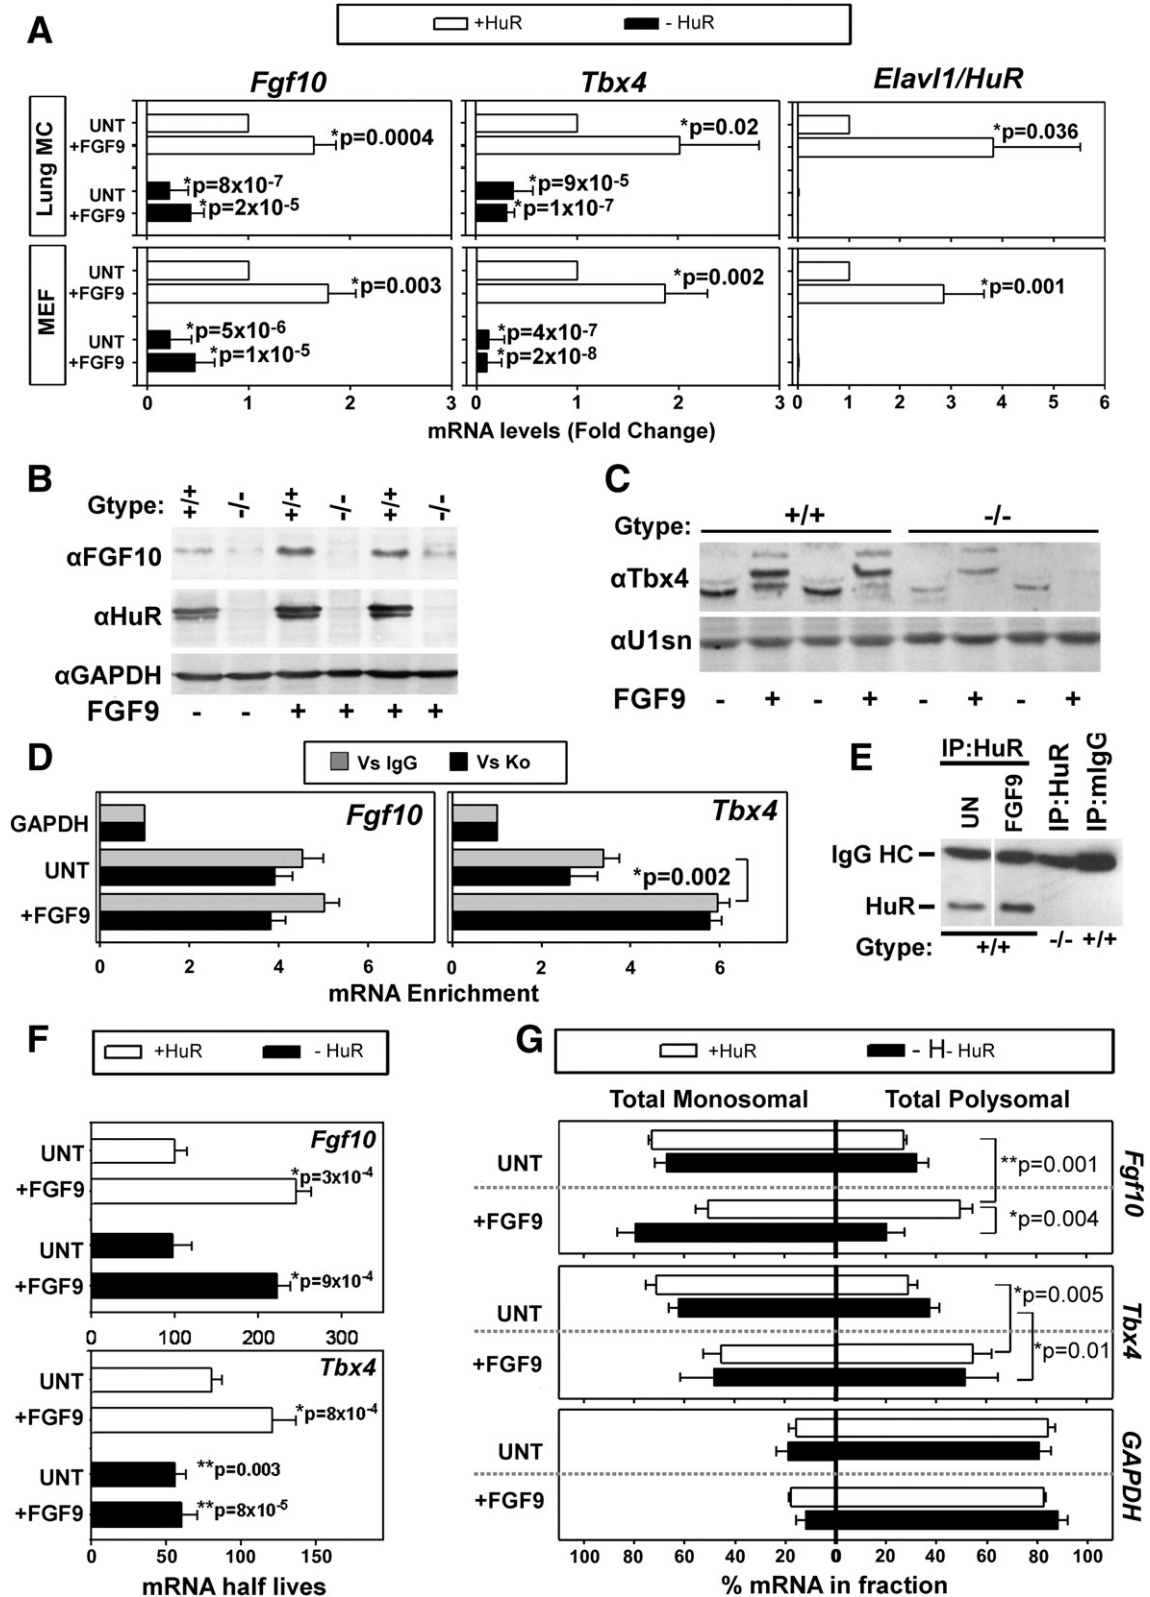 A
+HuR - HuR
Fgf10 Tbx4 Elavl1/HuR
Lung MC
UNT *p=0.02 *p=0.036
+FGF9 *p=0.0004
UNT *p=8x10-7 *p=9x10-5
+FGF9 *p=2x10-5 *p=1x10-7
MEF
UNT *p=0.003 *p=0.002 *p=0.001
+FGF9
UNT *p=5x10-6 *p=4x10-7
+FGF9 *p=1x10-5 *p=2x10-8
0 1 2 3 0 1 2 3 0 1 2 3 4 5 6
mRNA levels (Fold Change)
B
Gtype: +/+ -/- +/+ -/- +/+ -/-
αFGF10
αHuR
αGAPDH
FGF9 - - + + + +
C
Gtype: +/+ -/-
αTbx4
αU1sn
FGF9 - + - + - + - +
D
Vs IgG Vs Ko
Fgf10 Tbx4
GAPDH
UNT
*p=0.002
+FGF9
0 2 4 6 0 2 4 6
mRNA Enrichment
E
IP:HuR
UN FGF9 IP:HuR IP:mIgG
IgG HC
HuR
Gtype: +/+ -/- +/+
F
+HuR - HuR
Fgf10
UNT
+FGF9 *p=3x10-4
UNT
+FGF9 *p=9x10-4
0 100 200 300
Tbx4
UNT
+FGF9 *p=8x10-4
UNT **p=0.003
+FGF9 **p=8x10-5
0 50 100 150
mRNA half lives
G
+HuR - H- HuR
Total Monosomal Total Polysomal
Fgf10
UNT **p=0.001
+FGF9 *p=0.004
Tbx4
UNT *p=0.005
+FGF9 *p=0.01
GAPDH
UNT
+FGF9
100 80 60 40 20 0 20 40 60 80 100
% mRNA in fraction